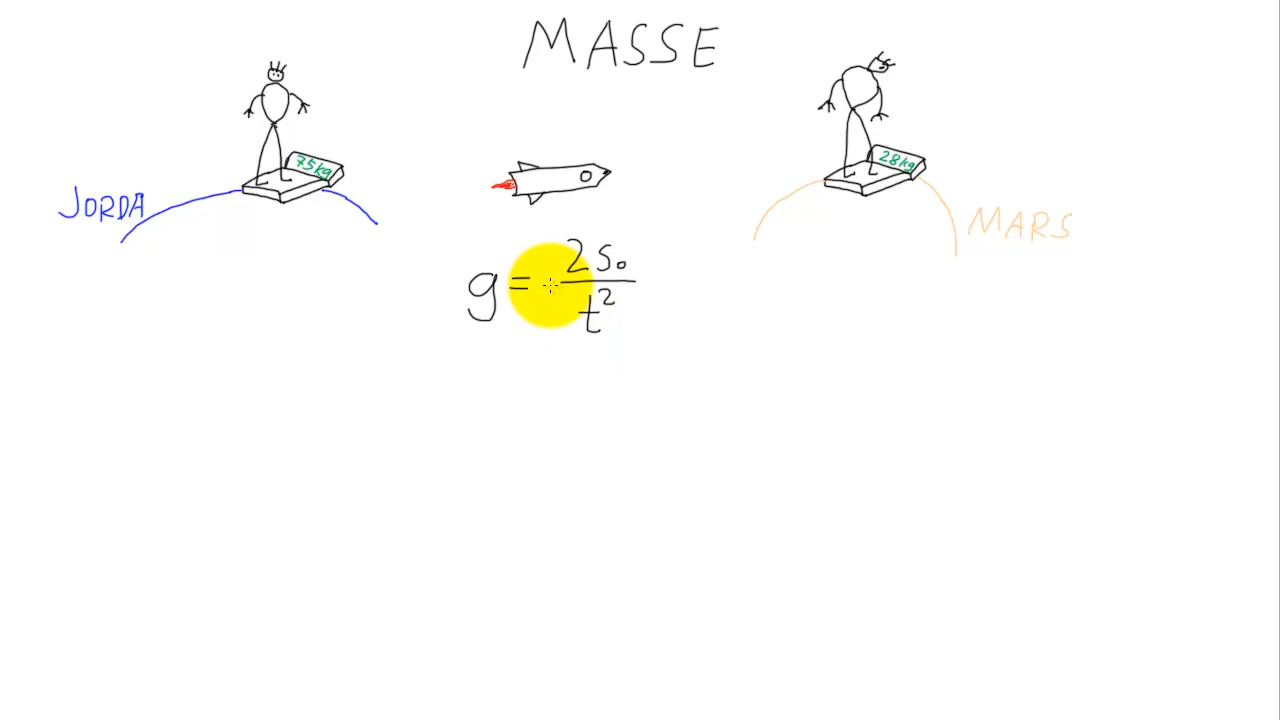 MASSE
75kg
28kg
JORDA
MARS
g = 2s₀
t²